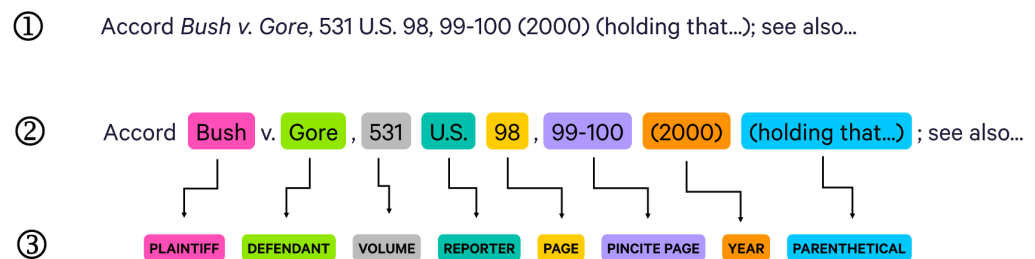 ① Accord Bush v. Gore, 531 U.S. 98, 99-100 (2000) (holding that...); see also...
② Accord Bush v. Gore , 531 U.S. 98 , 99-100 (2000) (holding that...) ; see also...
③ PLAINTIFF DEFENDANT VOLUME REPORTER PAGE PINCITE PAGE YEAR PARENTHETICAL